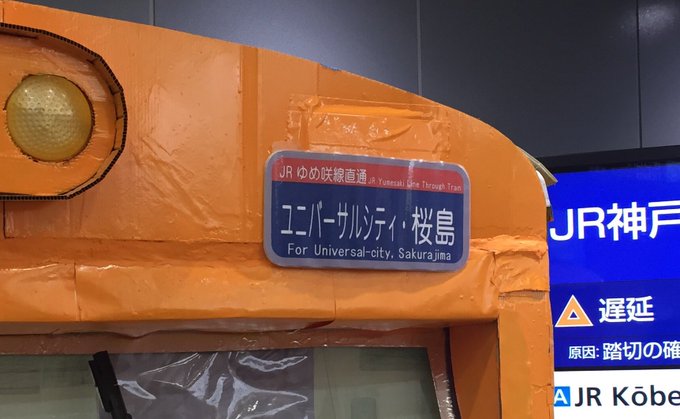 JR ゆめ咲線直通 JR Yumesaki Line Through Train
ユニバーサルシティ・桜島
For Universal-city, Sakurajima
JR神戸
遅延
原因: 踏切の確
A JR Kōbe